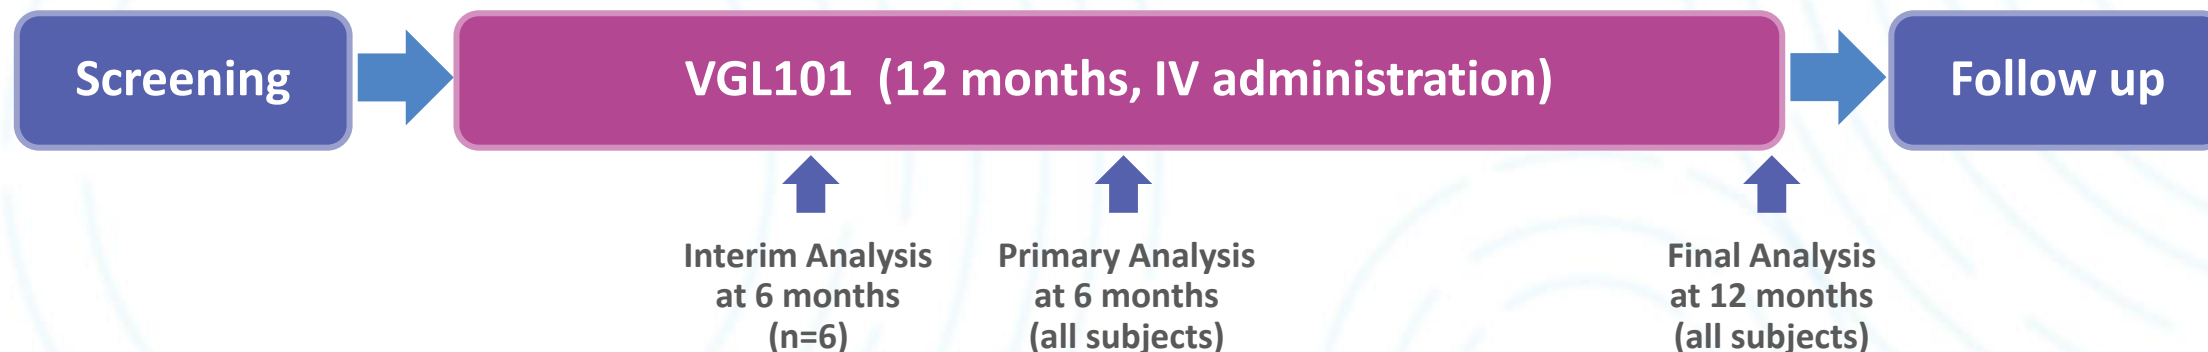 Screening
VGL101 (12 months, IV administration)
Follow up
Interim Analysis
at 6 months
(n=6)
Primary Analysis
at 6 months
(all subjects)
Final Analysis
at 12 months
(all subjects)